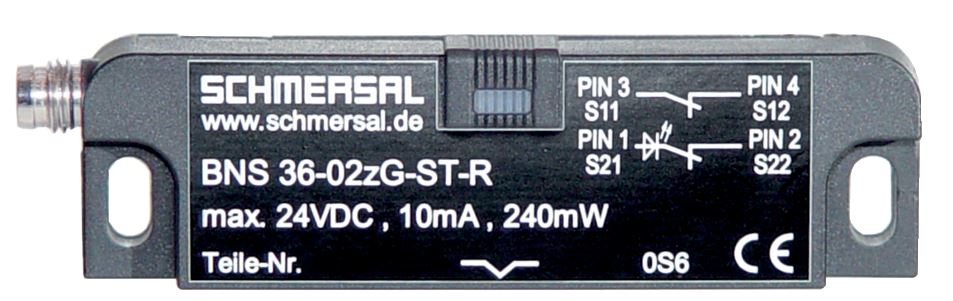 SCHMERSAL
www.schmersal.de
PIN 3 PIN 4
S11 S12
PIN 1 PIN 2
S21 S22
BNS 36-02zG-ST-R
max. 24VDC , 10mA , 240mW
Teile-Nr. 0S6 CE